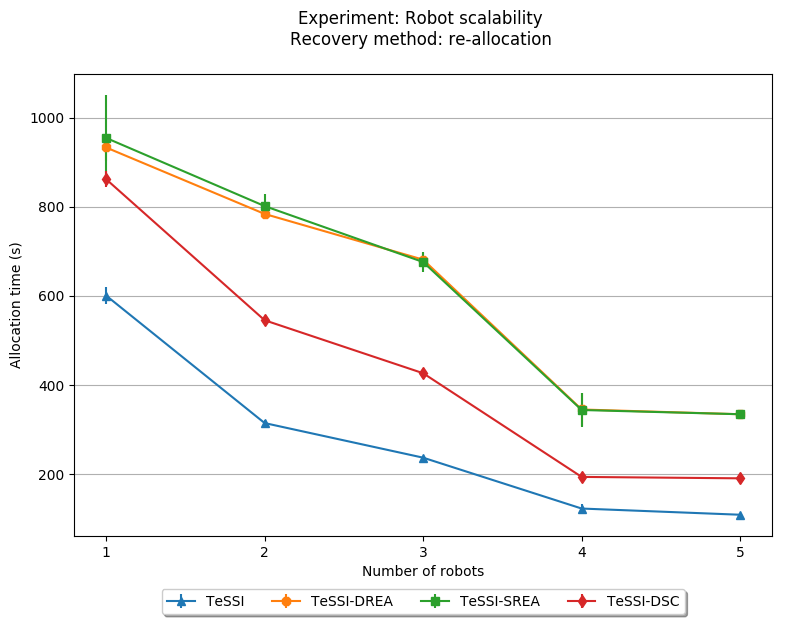 Experiment: Robot scalability
Recovery method: re-allocation
1000
800
600
400
200
Allocation time (s)
1 2 3 4 5
Number of robots
TeSSI TeSSI-DREA TeSSI-SREA TeSSI-DSC